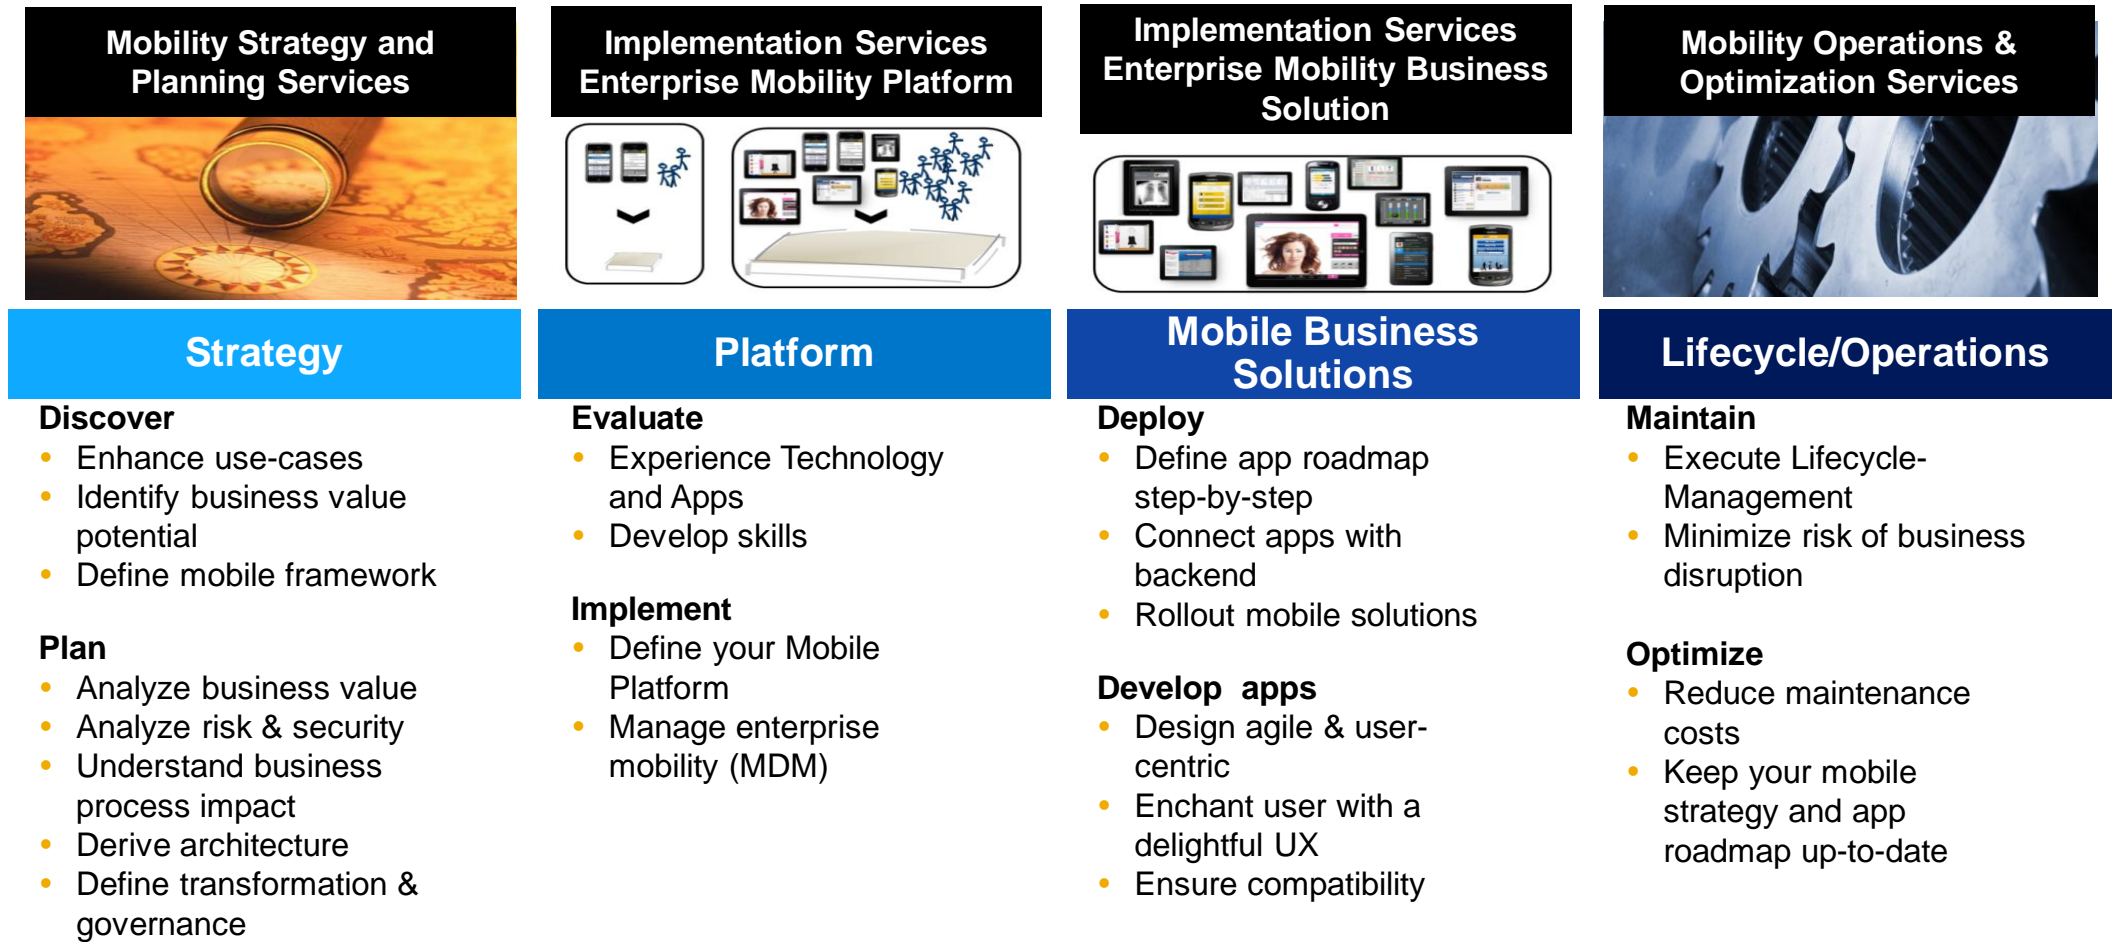 Mobility Strategy and
Planning Services
Implementation Services
Enterprise Mobility Platform
Implementation Services
Enterprise Mobility Business
Solution
Mobility Operations &
Optimization Services
Strategy
Discover
• Enhance use-cases
• Identify business value
potential
• Define mobile framework
Plan
• Analyze business value
• Analyze risk & security
• Understand business
process impact
• Derive architecture
• Define transformation &
governance
Platform
Evaluate
• Experience Technology
and Apps
• Develop skills
Implement
• Define your Mobile
Platform
• Manage enterprise
mobility (MDM)
Mobile Business
Solutions
Deploy
• Define app roadmap
step-by-step
• Connect apps with
backend
• Rollout mobile solutions
Develop  apps
• Design agile & user-
centric
• Enchant user with a
delightful UX
• Ensure compatibility
Lifecycle/Operations
Maintain
• Execute Lifecycle-
Management
• Minimize risk of business
disruption
Optimize
• Reduce maintenance
costs
• Keep your mobile
strategy and app
roadmap up-to-date